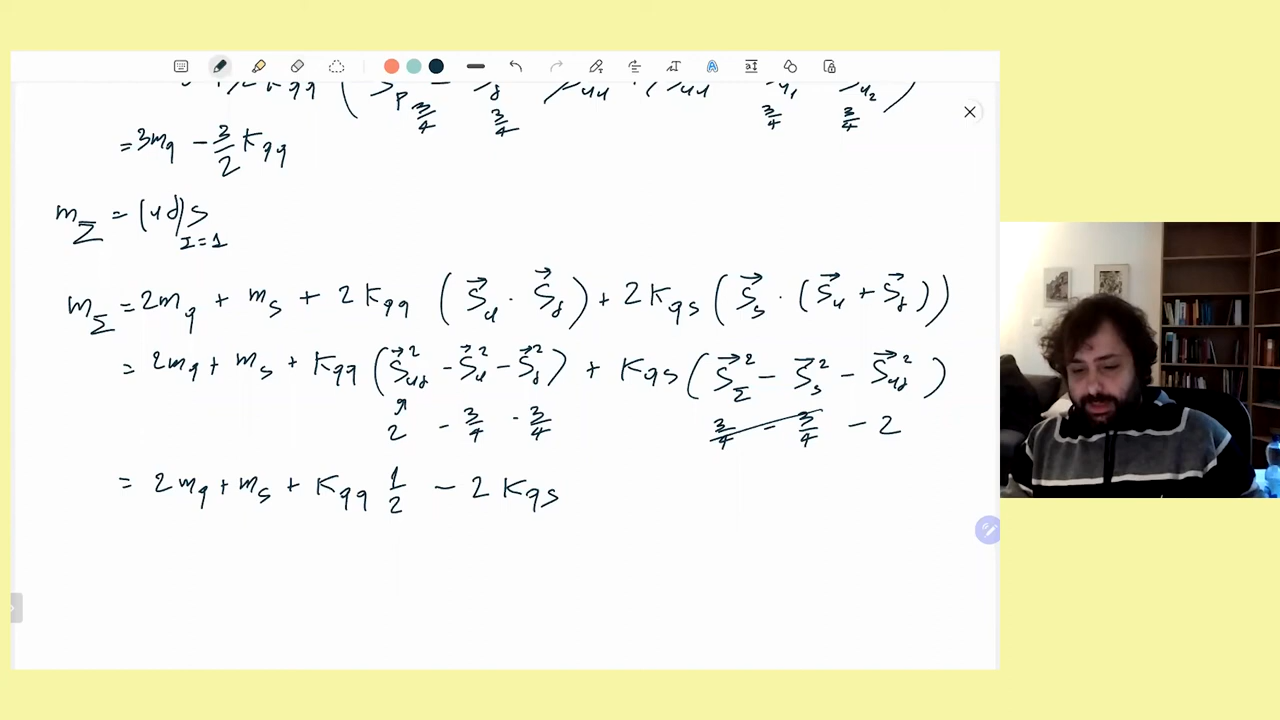 = 3m_q - 3/2 K_qq
m_Σ = (ud)s I=1
m_Σ = 2m_q + m_s + 2K_qq (S⃗_u · S⃗_d) + 2K_qs (S⃗_s · (S⃗_u + S⃗_d))
= 2m_q + m_s + K_qq (S⃗²_ud - S⃗²_u - S⃗²_d) + K_qs (S⃗²_Σ - S⃗²_s - S⃗²_ud)
2 - 3/4 - 3/4 3/4 - 3/4 - 2
= 2m_q + m_s + K_qq 1/2 - 2 K_qs